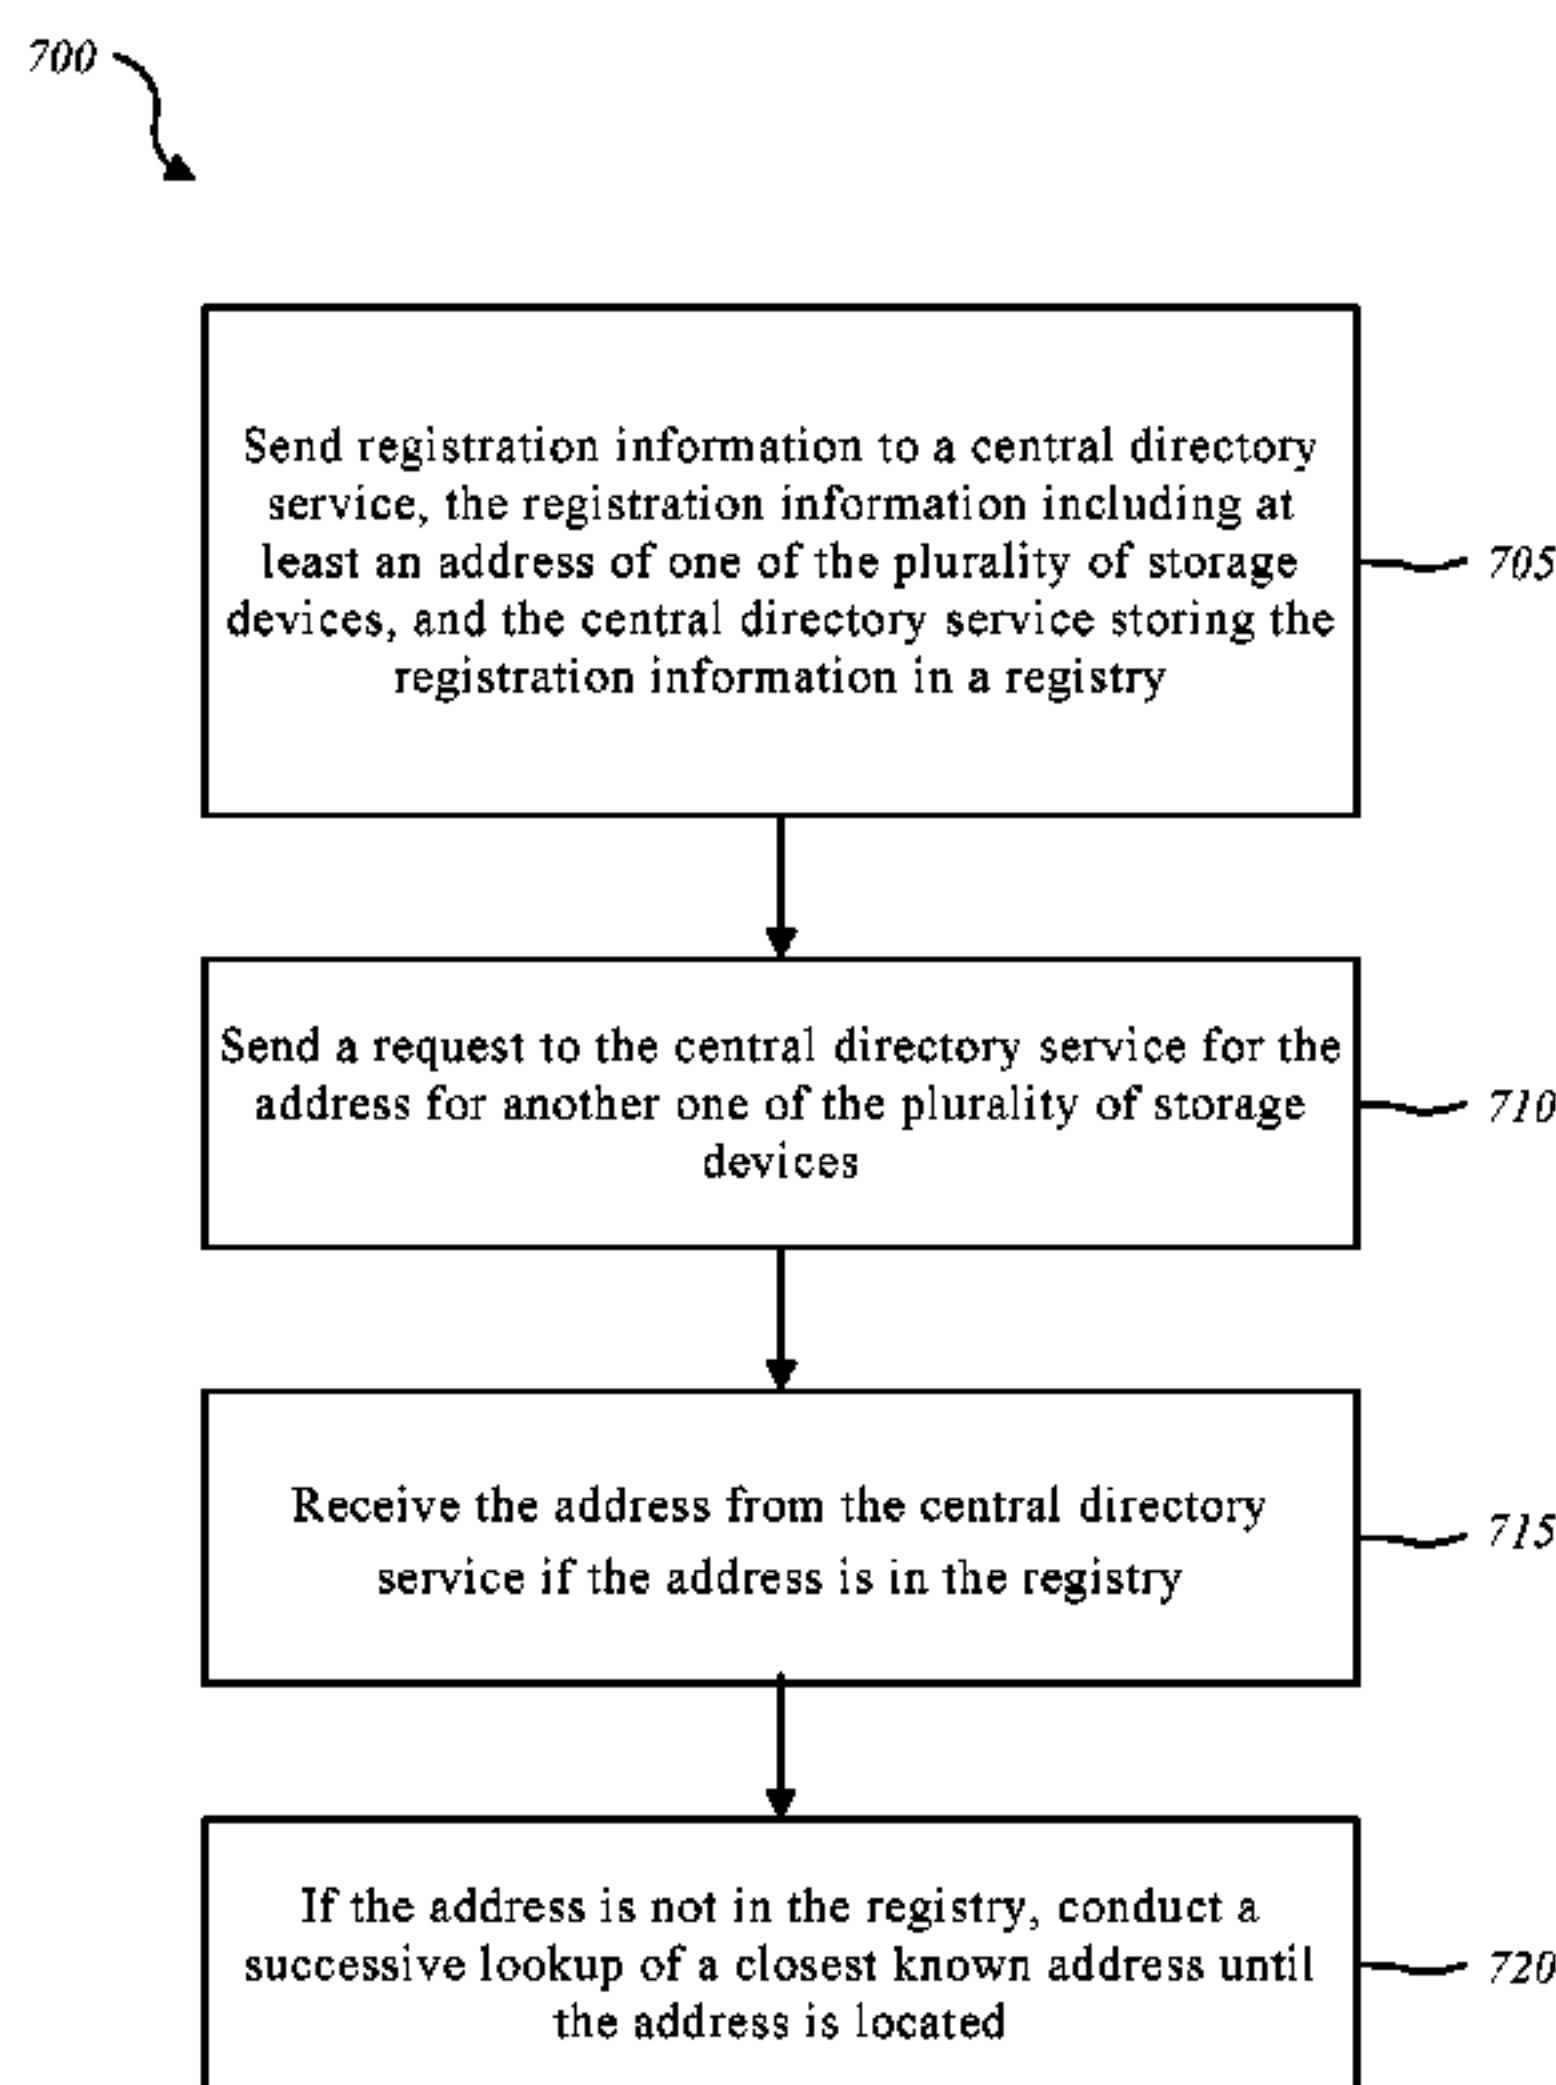 700
Send registration information to a central directory
service, the registration information including at
least an address of one of the plurality of storage
devices, and the central directory service storing the
registration information in a registry
705
Send a request to the central directory service for the
address for another one of the plurality of storage
devices
710
Receive the address from the central directory
service if the address is in the registry
715
If the address is not in the registry, conduct a
successive lookup of a closest known address until
the address is located
720